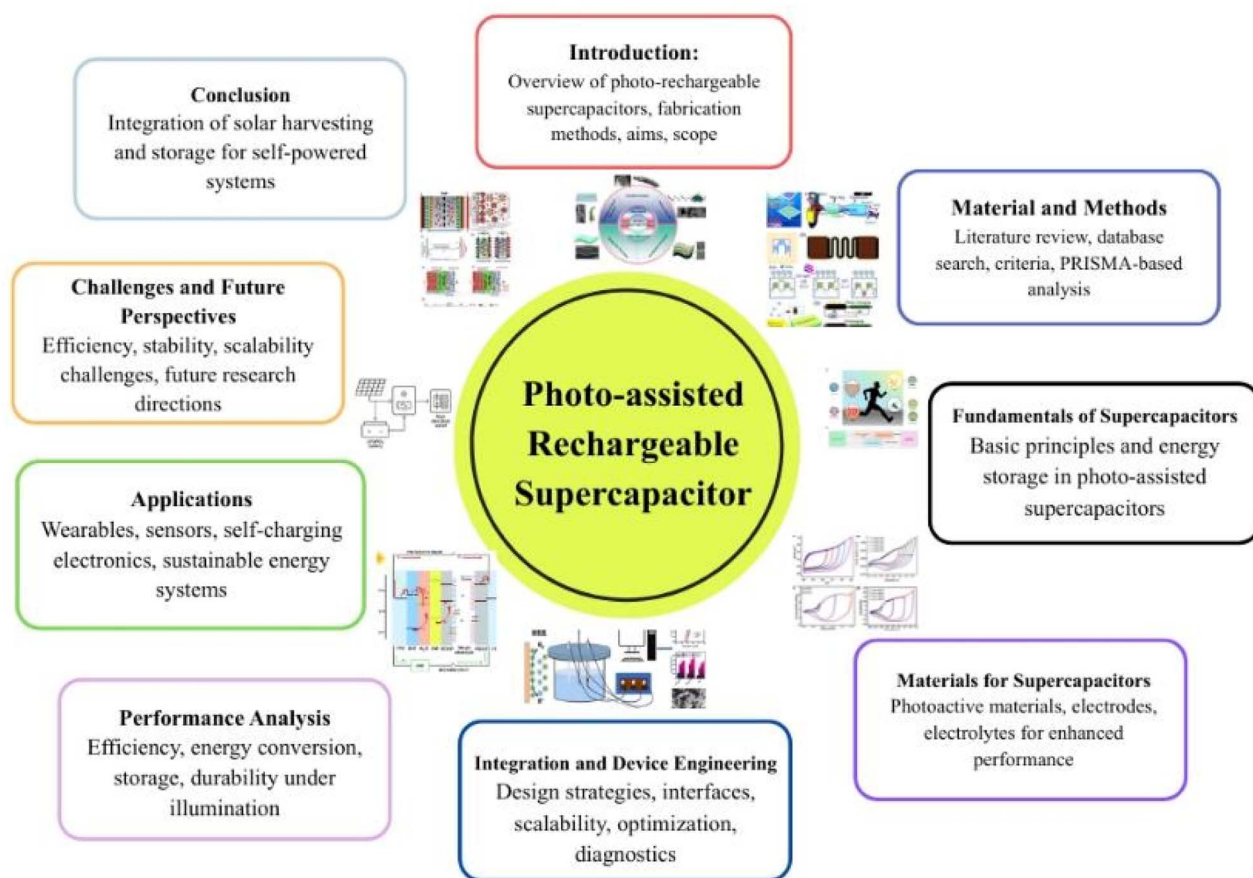 Introduction:
Overview of photo-rechargeable
supercapacitors, fabrication
methods, aims, scope
Material and Methods
Literature review, database
search, criteria, PRISMA-based
analysis
Fundamentals of Supercapacitors
Basic principles and energy
storage in photo-assisted
supercapacitors
Materials for Supercapacitors
Photoactive materials, electrodes,
electrolytes for enhanced
performance
Integration and Device Engineering
Design strategies, interfaces,
scalability, optimization,
diagnostics
Performance Analysis
Efficiency, energy conversion,
storage, durability under
illumination
Applications
Wearables, sensors, self-charging
electronics, sustainable energy
systems
Challenges and Future
Perspectives
Efficiency, stability, scalability
challenges, future research
directions
Conclusion
Integration of solar harvesting
and storage for self-powered
systems
Photo-assisted
Rechargeable
Supercapacitor